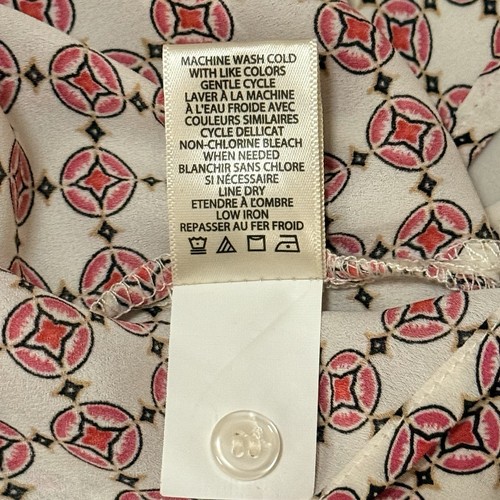 MACHINE WASH COLD
WITH LIKE COLORS
GENTLE CYCLE
LAVER À LA MACHINE
À L'EAU FROIDE AVEC
COULEURS SIMILAIRES
CYCLE DELLICAT
NON-CHLORINE BLEACH
WHEN NEEDED
BLANCHIR SANS CHLORE
SI NÉCESSAIRE
LINE DRY
ETENDRE À L'OMBRE
LOW IRON
REPASSER AU FER FROID